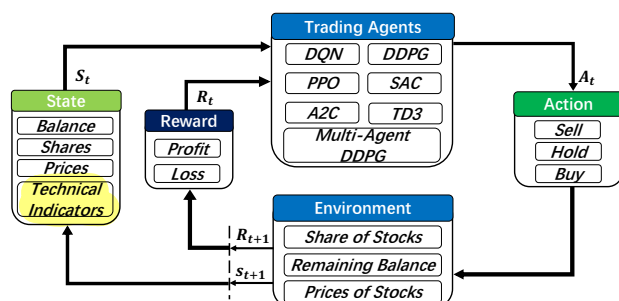 Trading Agents
DQN DDPG
PPO SAC
A2C TD3
Multi-Agent
DDPG
S_t
R_t
A_t
State
Balance
Shares
Prices
Technical
Indicators
Reward
Profit
Loss
Action
Sell
Hold
Buy
Environment
Share of Stocks
Remaining Balance
Prices of Stocks
R_{t+1}
s_{t+1}